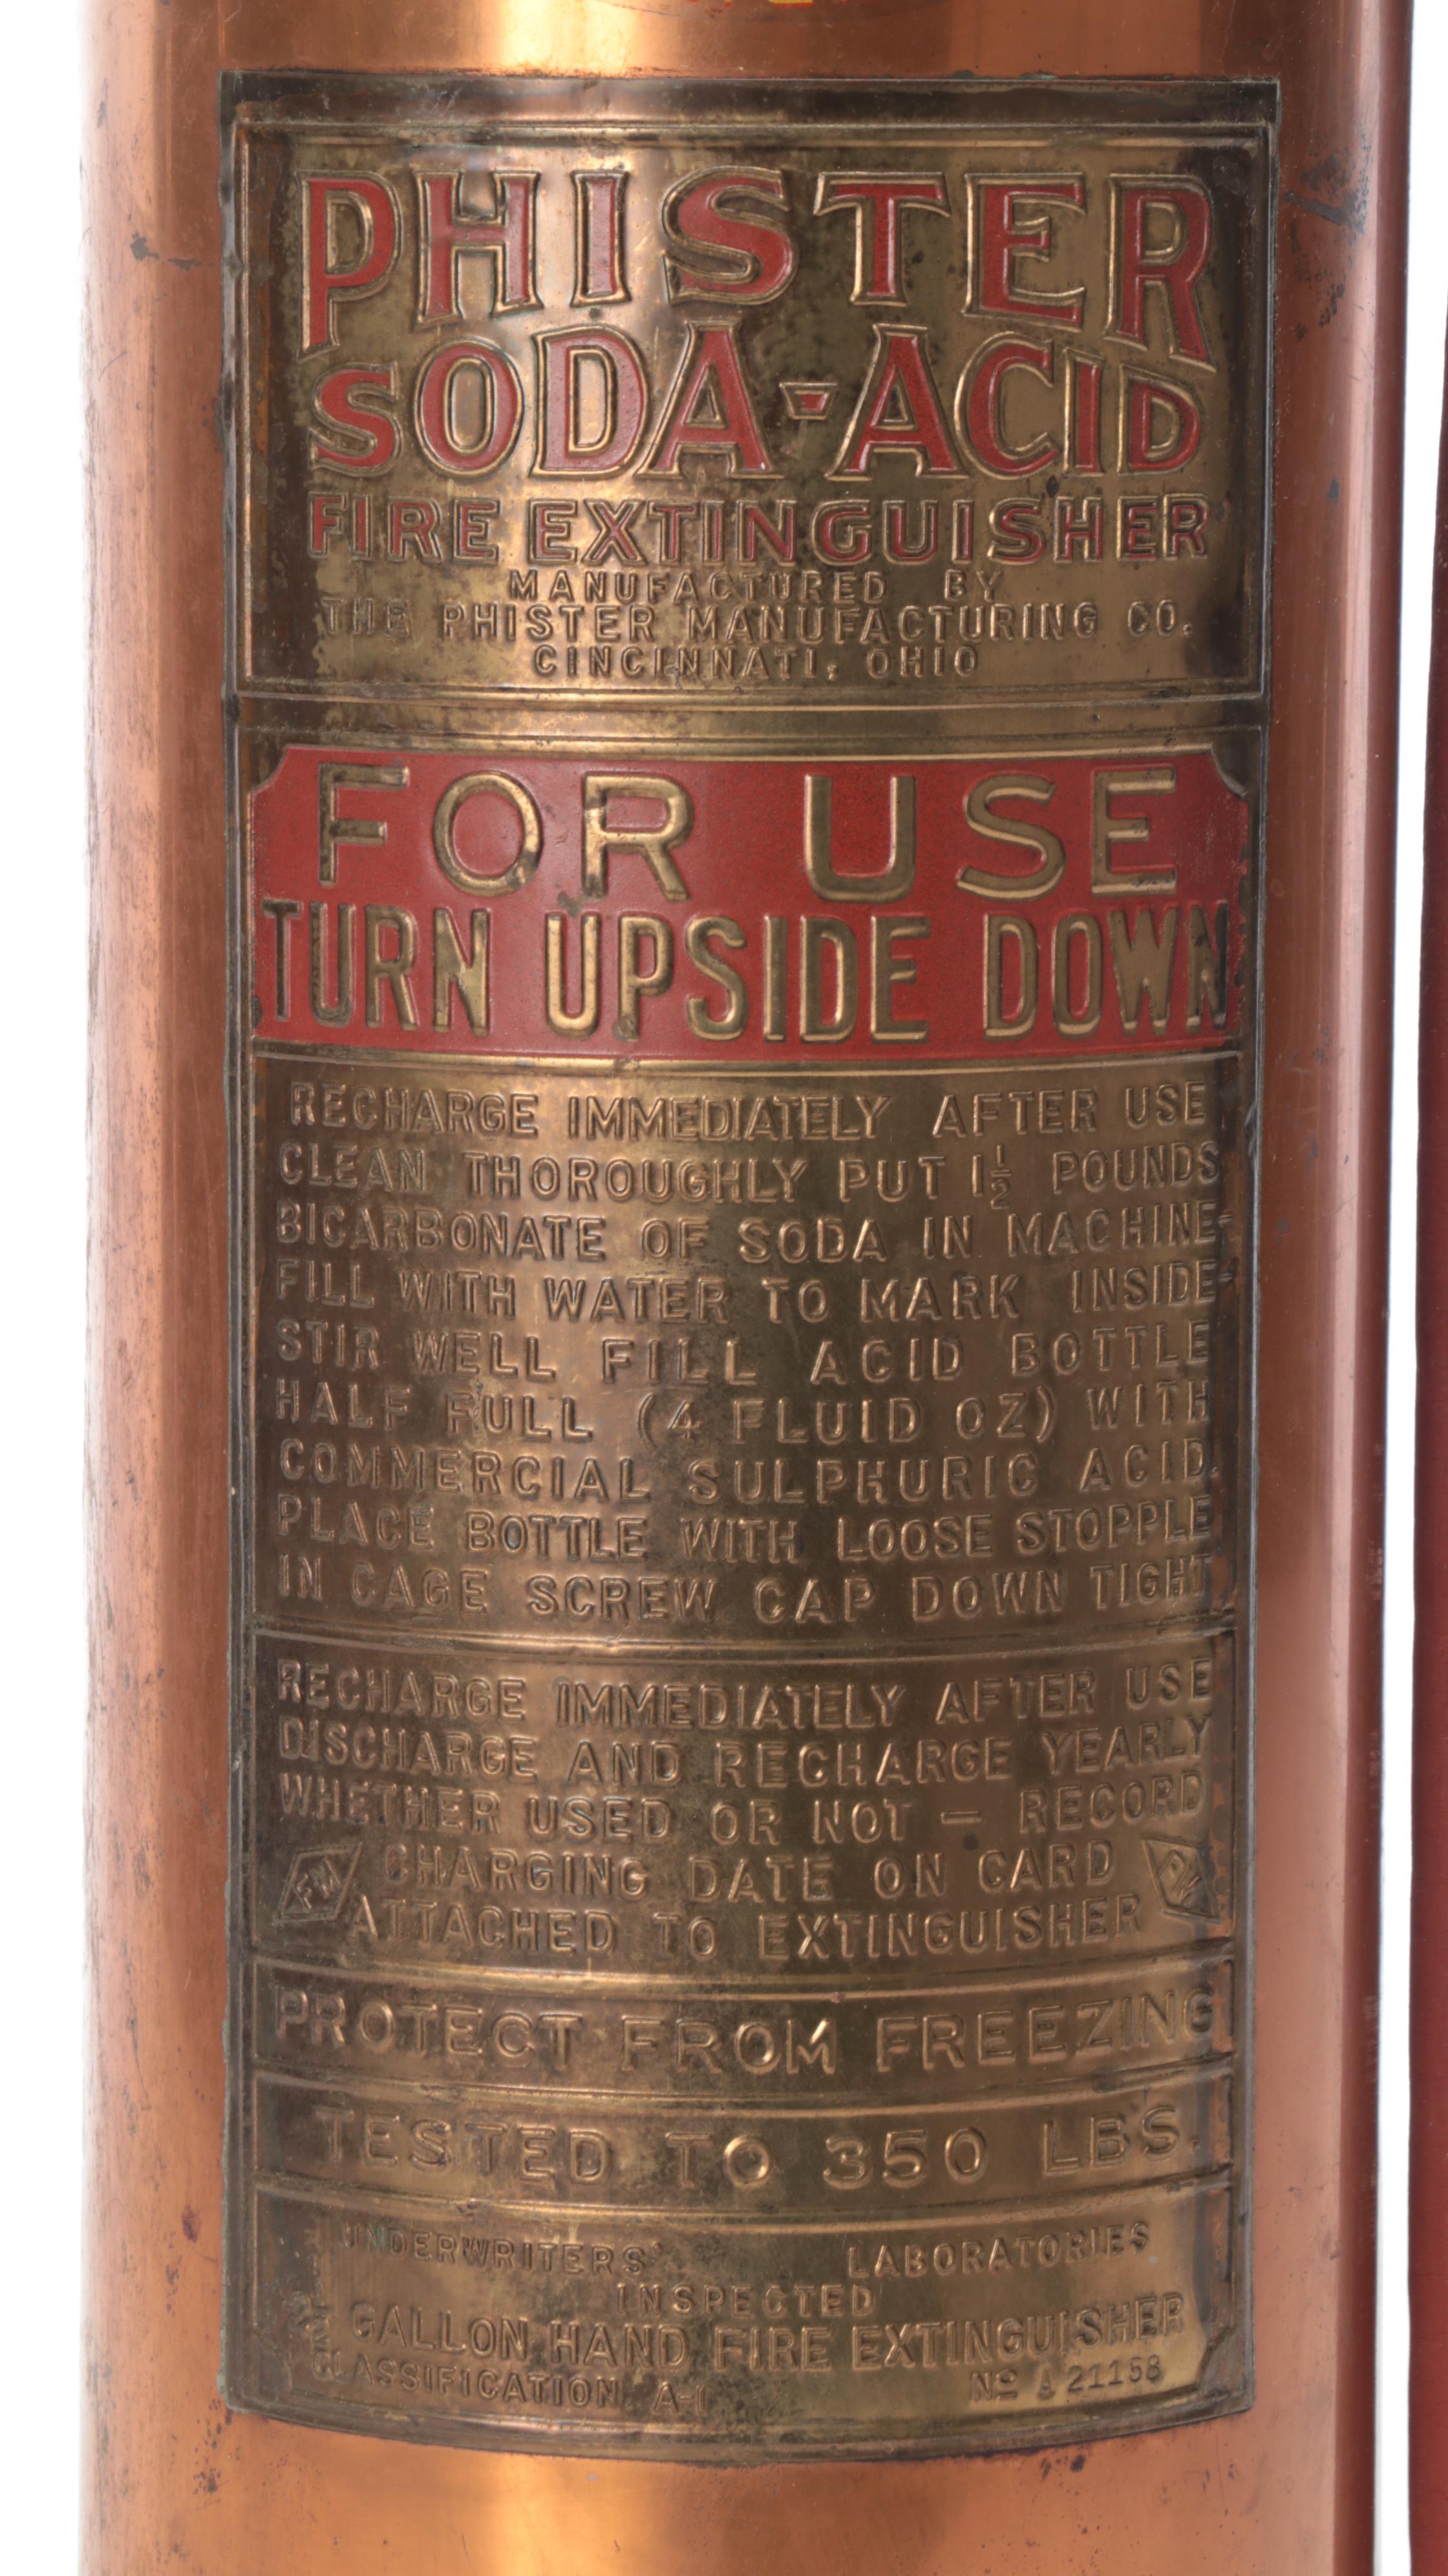 PHISTER
SODA-ACID
FIRE EXTINGUISHER
MANUFACTURED BY
THE PHISTER MANUFACTURING CO.
CINCINNATI, OHIO
FOR USE
TURN UPSIDE DOWN
RECHARGE IMMEDIATELY AFTER USE
CLEAN THOROUGHLY PUT 1½ POUNDS
BICARBONATE OF SODA IN MACHINE-
FILL WITH WATER TO MARK INSIDE-
STIR WELL FILL ACID BOTTLE
HALF FULL (4 FLUID OZ) WITH
COMMERCIAL SULPHURIC ACID.
PLACE BOTTLE WITH LOOSE STOPPLE
IN CAGE SCREW CAP DOWN TIGHT
RECHARGE IMMEDIATELY AFTER USE
DISCHARGE AND RECHARGE YEARLY
WHETHER USED OR NOT — RECORD
CHARGING DATE ON CARD
FM
ATTACHED TO EXTINGUISHER
PROTECT FROM FREEZING
TESTED TO 350 LBS.
UNDERWRITERS' LABORATORIES
INSPECTED
GALLON HAND FIRE EXTINGUISHER
CLASSIFICATION A-1 Nº A 21158